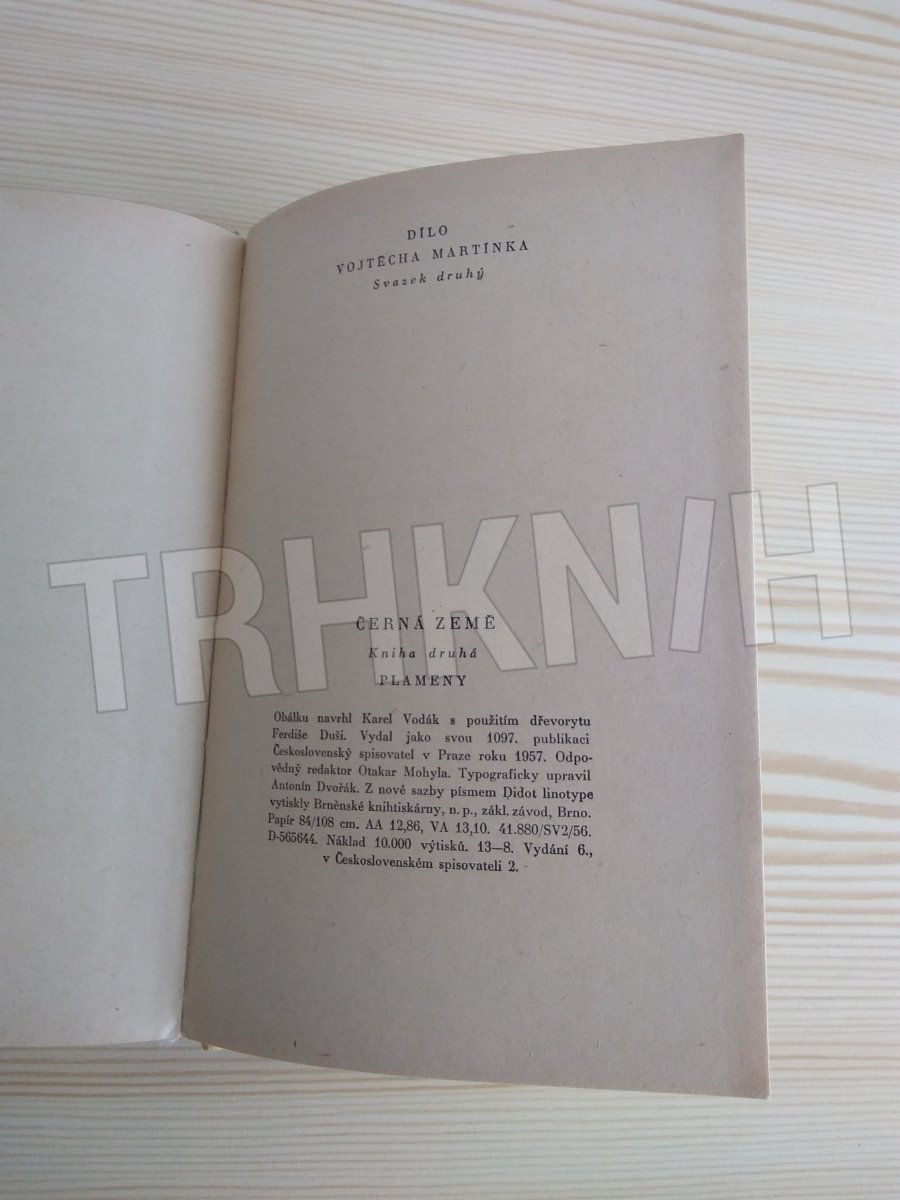 DÍLO
VOJTĚCHA MARTÍNKA
Svazek druhý
TRHKNIH
ČERNÁ ZEMĚ
Kniha druhá
PLAMENY
Obálku navrhl Karel Vodák s použitím dřevorytu
Ferdiše Duši. Vydal jako svou 1097. publikaci
Československý spisovatel v Praze roku 1957. Odpo-
vědný redaktor Otakar Mohyla. Typograficky upravil
Antonín Dvořák. Z nové sazby písmem Didot linotype
vytiskly Brněnské knihtiskárny, n. p., zákl. závod, Brno.
Papír 84/108 cm. AA 12,86, VA 13,10. 41.880/SV2/56.
D-565644. Náklad 10.000 výtisků. 13—8. Vydání 6.,
v Československém spisovateli 2.